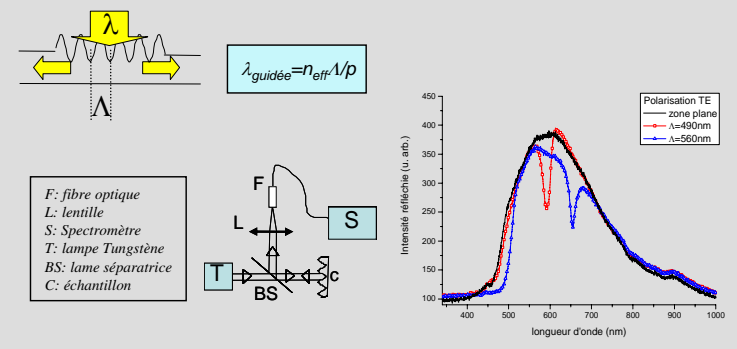 λ
Λ
λguidée=neffΛ/p
F: fibre optique
L: lentille
S: Spectromètre
T: lampe Tungstène
BS: lame séparatrice
C: échantillon
F
L
S
T
BS
C
Polarisation TE
zone plane
Λ=490nm
Λ=560nm
Intensité réfléchie (u. arb.)
450
400
350
300
250
200
150
100
400 500 600 700 800 900 1000
longueur d'onde (nm)